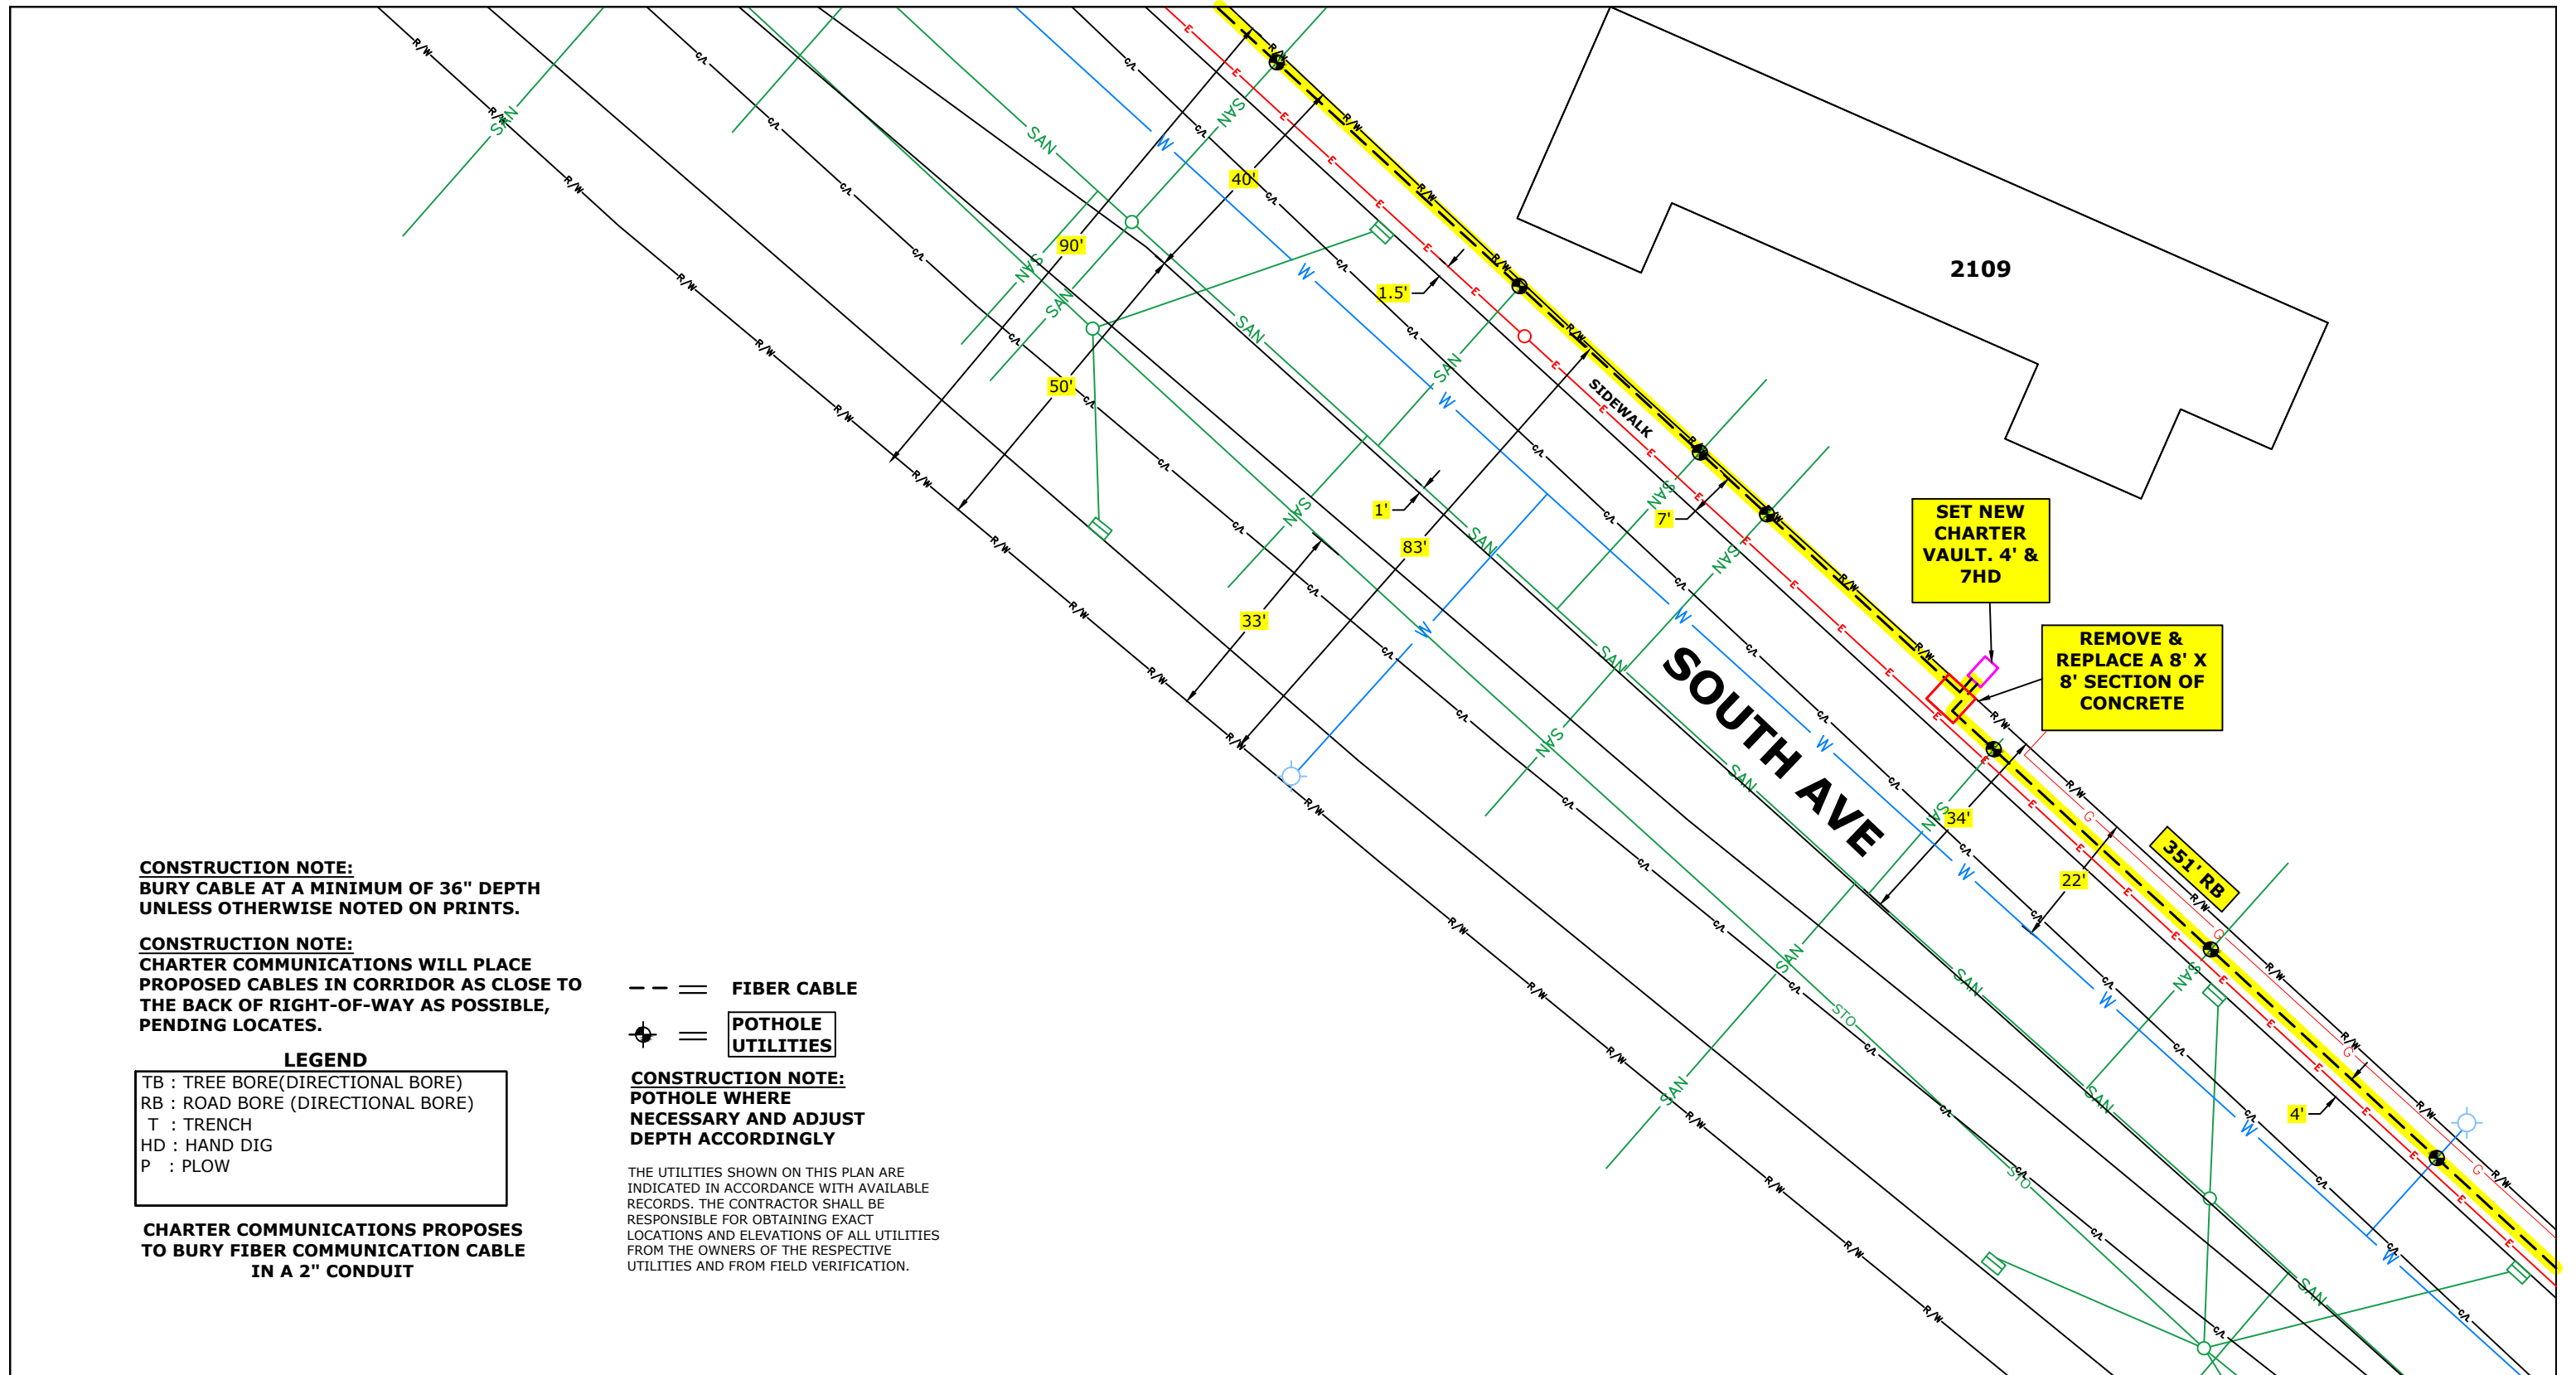 2109
SIDEWALK
SOUTH AVE
90'
40'
50'
1.5'
1'
83'
7'
33'
34'
22'
4'
351' RB
SET NEW
CHARTER
VAULT. 4' &
7HD
REMOVE &
REPLACE A 8' X
8' SECTION OF
CONCRETE
R/W
C/L
SAN
STO
W
E
G
CONSTRUCTION NOTE:
BURY CABLE AT A MINIMUM OF 36" DEPTH
UNLESS OTHERWISE NOTED ON PRINTS.
CONSTRUCTION NOTE:
CHARTER COMMUNICATIONS WILL PLACE
PROPOSED CABLES IN CORRIDOR AS CLOSE TO
THE BACK OF RIGHT-OF-WAY AS POSSIBLE,
PENDING LOCATES.
LEGEND
TB : TREE BORE(DIRECTIONAL BORE)
RB : ROAD BORE (DIRECTIONAL BORE)
T : TRENCH
HD : HAND DIG
P : PLOW
CHARTER COMMUNICATIONS PROPOSES
TO BURY FIBER COMMUNICATION CABLE
IN A 2" CONDUIT
FIBER CABLE
POTHOLE
UTILITIES
CONSTRUCTION NOTE:
POTHOLE WHERE
NECESSARY AND ADJUST
DEPTH ACCORDINGLY
THE UTILITIES SHOWN ON THIS PLAN ARE
INDICATED IN ACCORDANCE WITH AVAILABLE
RECORDS. THE CONTRACTOR SHALL BE
RESPONSIBLE FOR OBTAINING EXACT
LOCATIONS AND ELEVATIONS OF ALL UTILITIES
FROM THE OWNERS OF THE RESPECTIVE
UTILITIES AND FROM FIELD VERIFICATION.